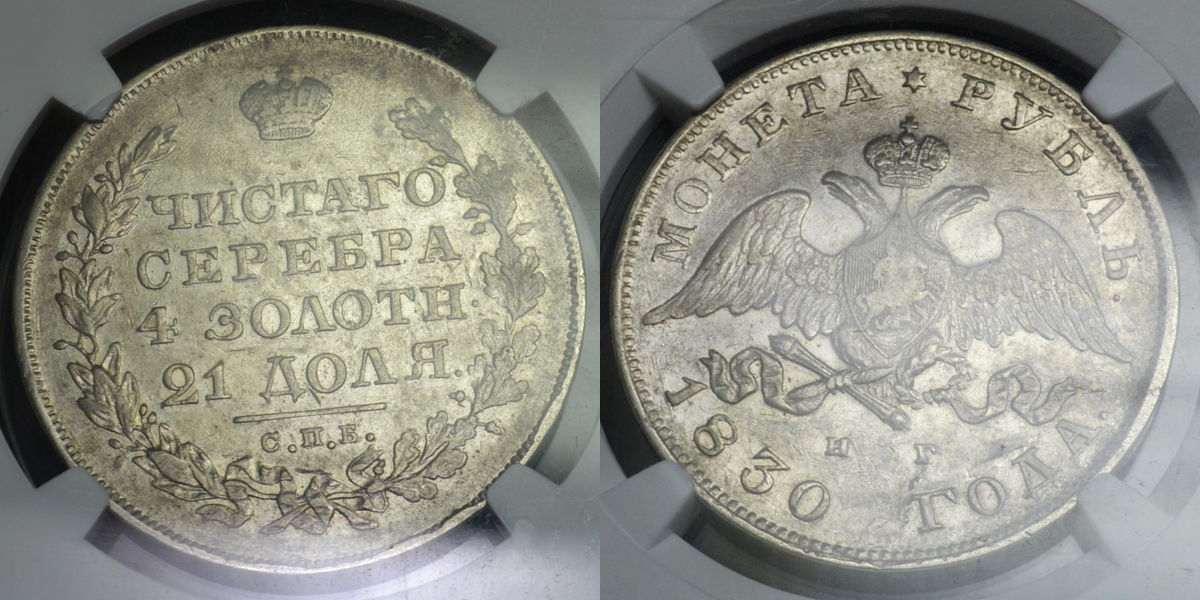 ЧИСТАГО
СЕРЕБРА
4 ЗОЛОТН.
21 ДОЛЯ.
С.П.Б.
МОНЕТА * РУБЛЬ.
Н Г
1830 ГОДА.